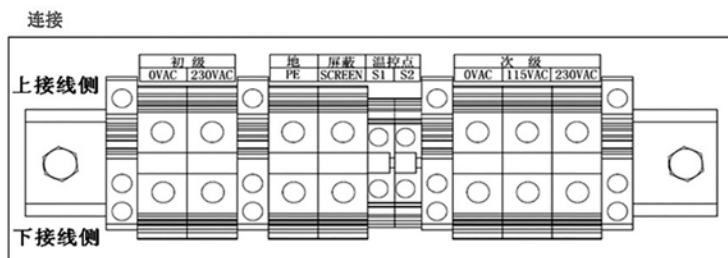 连接
初级 地 屏蔽 温控点 次级
0VAC 230VAC PE SCREEN S1 S2 0VAC 115VAC 230VAC
上接线侧
下接线侧